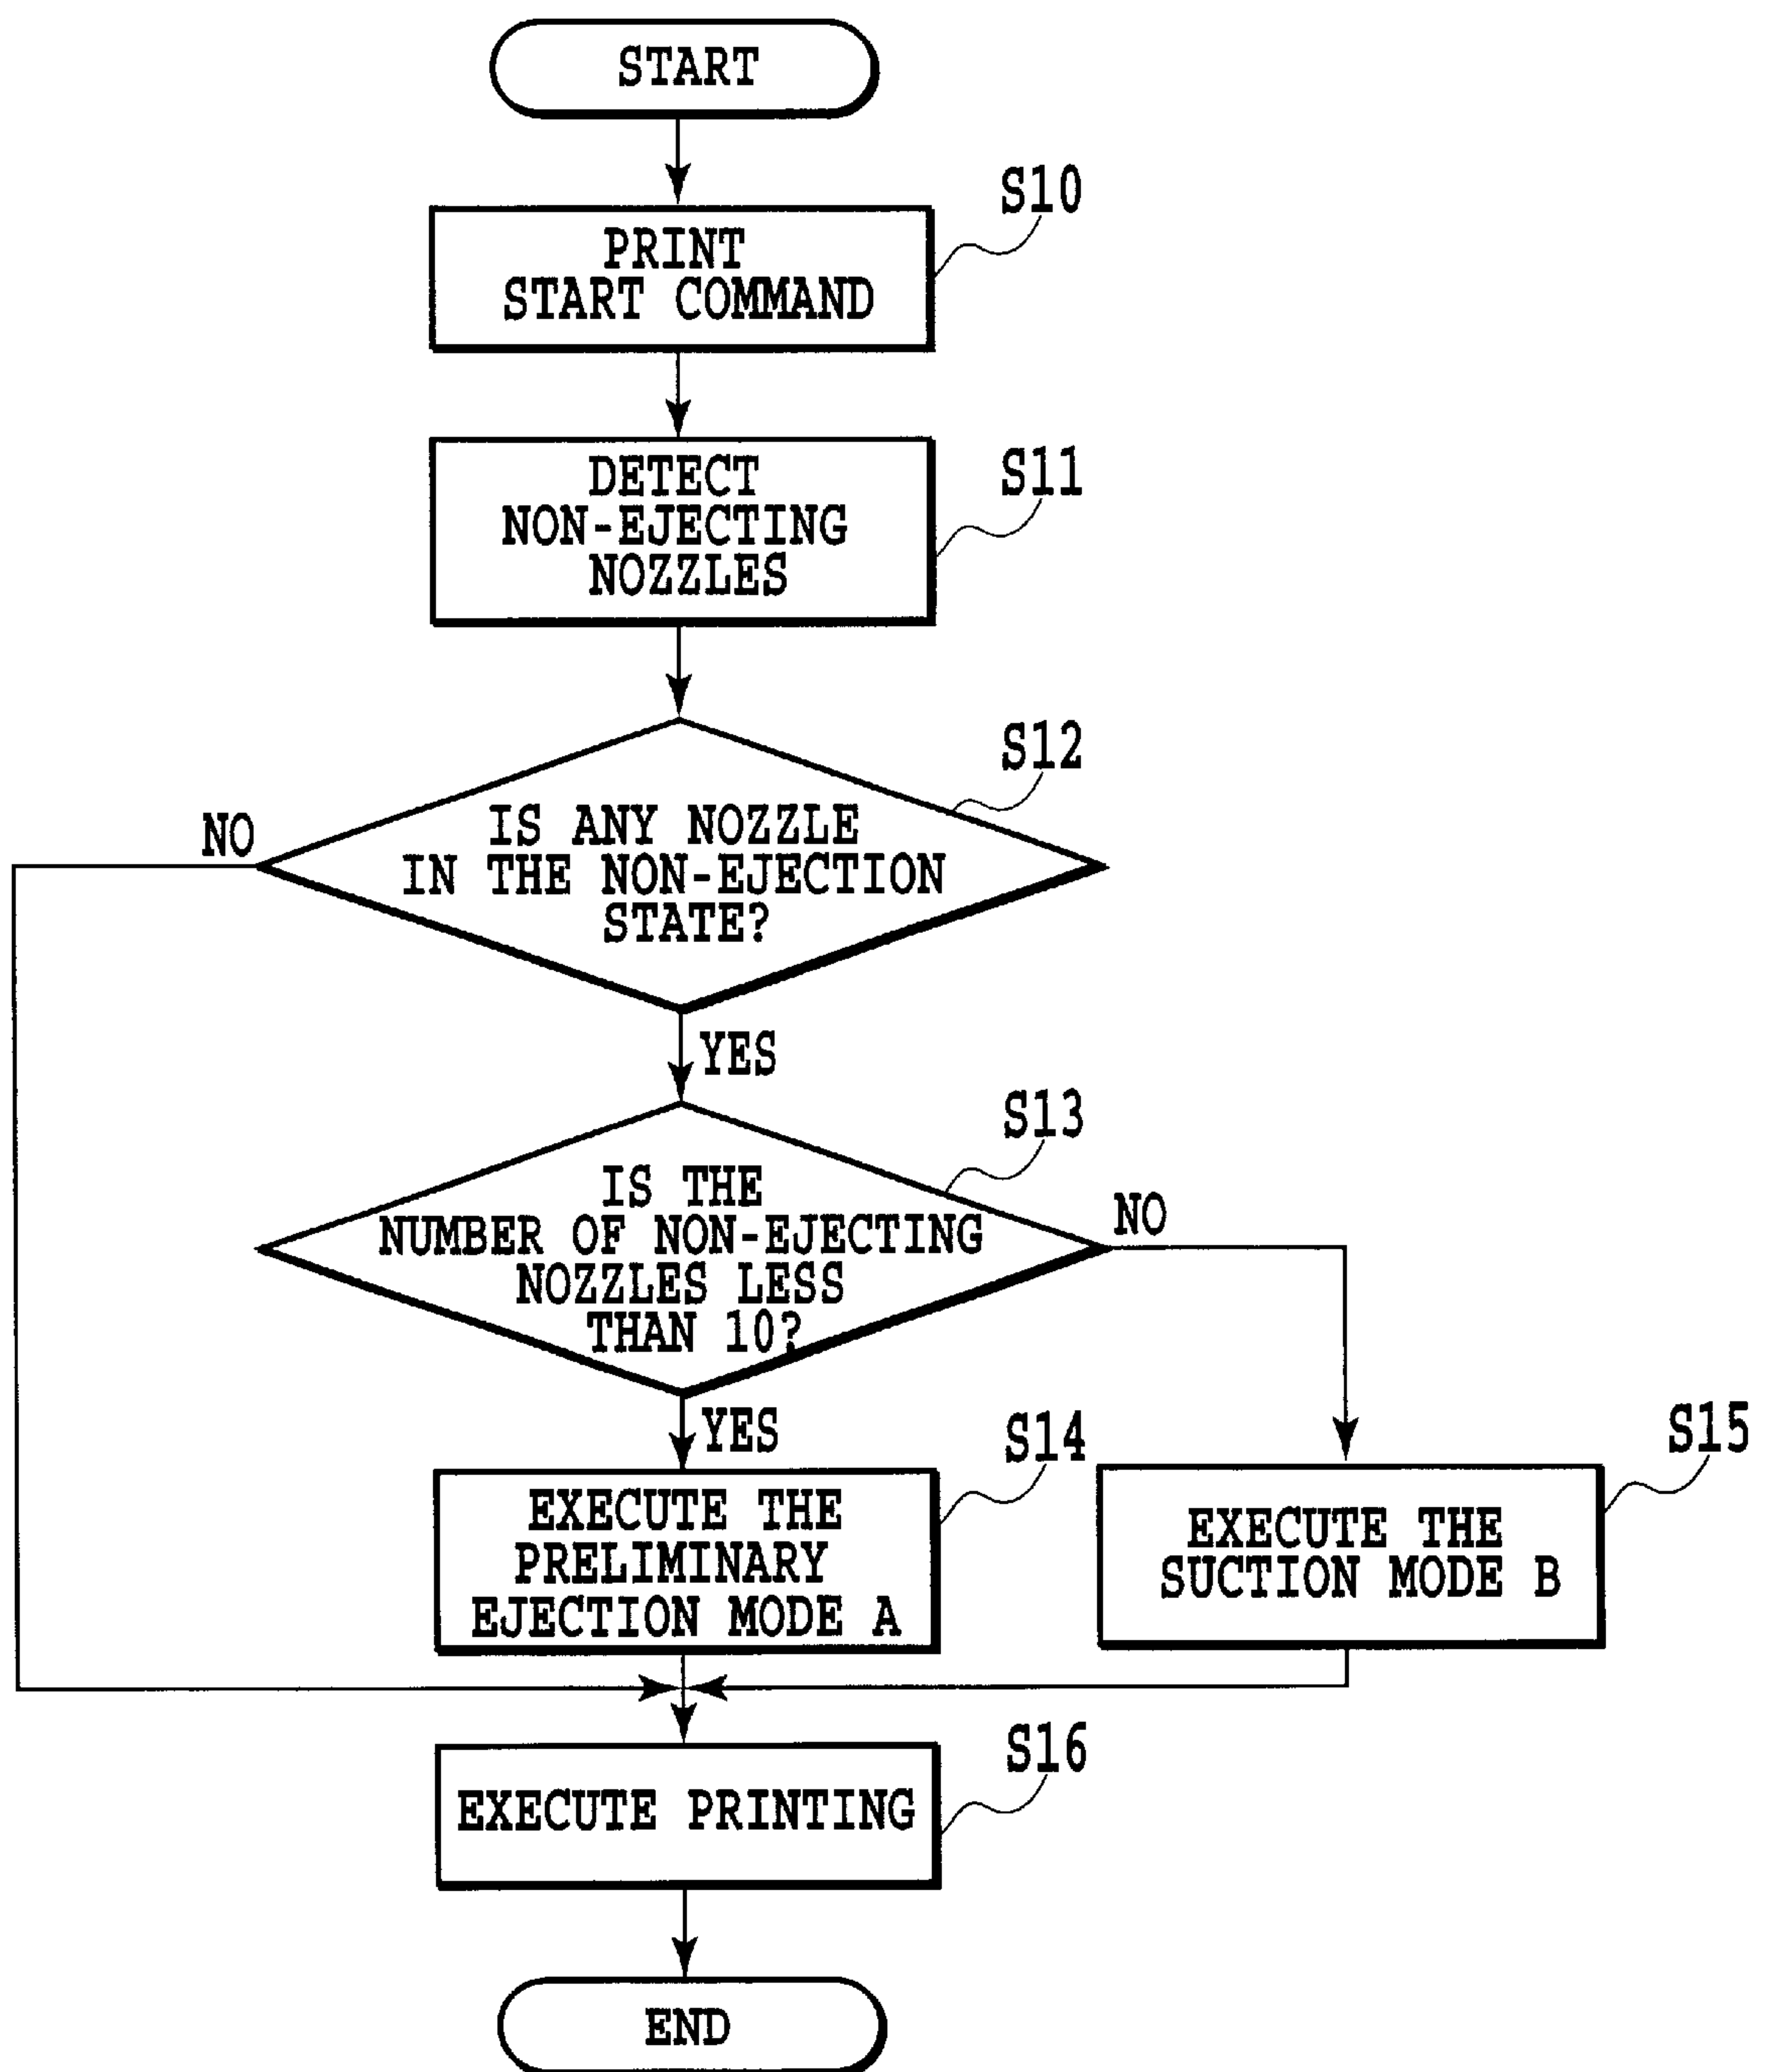 START
S10
PRINT
START COMMAND
S11
DETECT
NON-EJECTING
NOZZLES
S12
NO
IS ANY NOZZLE
IN THE NON-EJECTION
STATE?
YES
S13
IS THE
NUMBER OF NON-EJECTING
NOZZLES LESS
THAN 10?
NO
YES
S14
EXECUTE THE
PRELIMINARY
EJECTION MODE A
S15
EXECUTE THE
SUCTION MODE B
S16
EXECUTE PRINTING
END